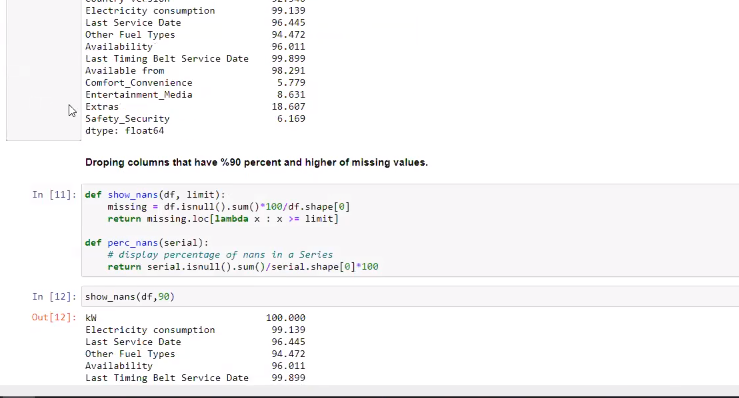 Electricity consumption 99.139
Last Service Date 96.445
Other Fuel Types 94.472
Availability 96.011
Last Timing Belt Service Date 99.899
Available from 98.291
Comfort_Convenience 5.779
Entertainment_Media 8.631
Extras 18.607
Safety_Security 6.169
dtype: float64
Droping columns that have %90 percent and higher of missing values.
In [11]: def show_nans(df, limit):
missing = df.isnull().sum()*100/df.shape[0]
return missing.loc[lambda x : x >= limit]
def perc_nans(serial):
# display percentage of nans in a Series
return serial.isnull().sum()/serial.shape[0]*100
In [12]: show_nans(df,90)
Out[12]: kW 100.000
Electricity consumption 99.139
Last Service Date 96.445
Other Fuel Types 94.472
Availability 96.011
Last Timing Belt Service Date 99.899